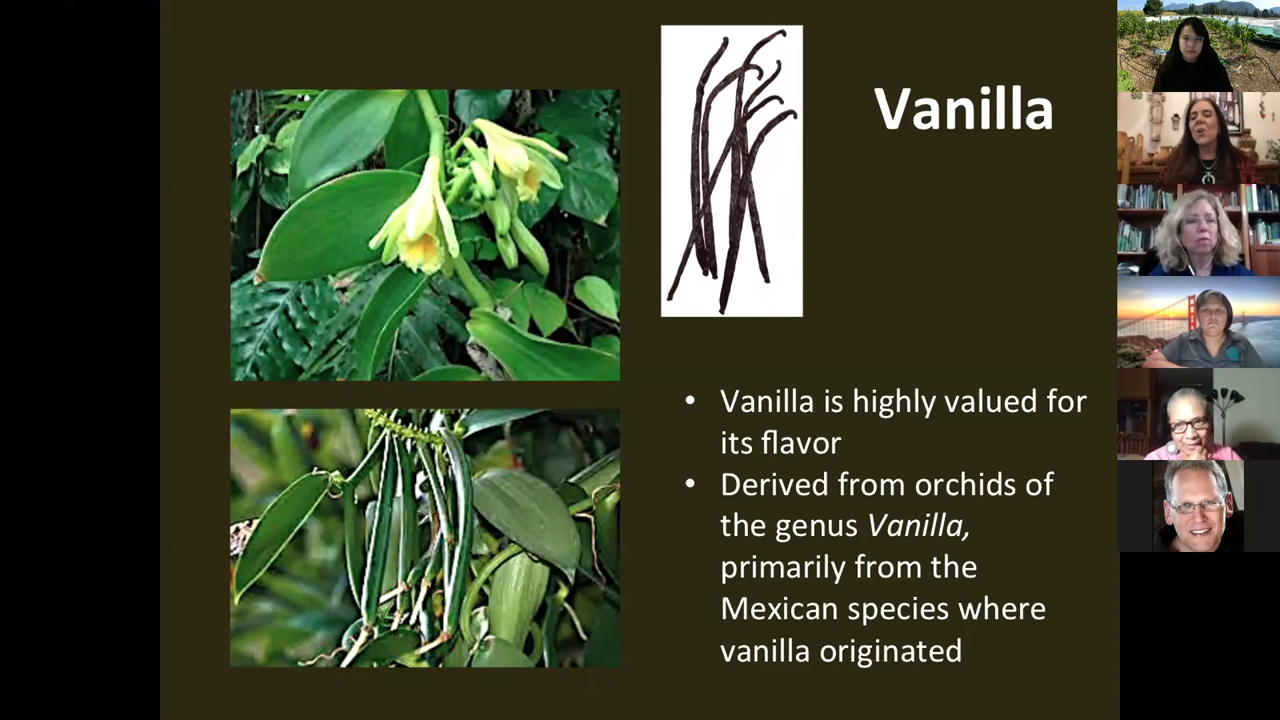 Vanilla
• Vanilla is highly valued for
its flavor
• Derived from orchids of
the genus Vanilla,
primarily from the
Mexican species where
vanilla originated